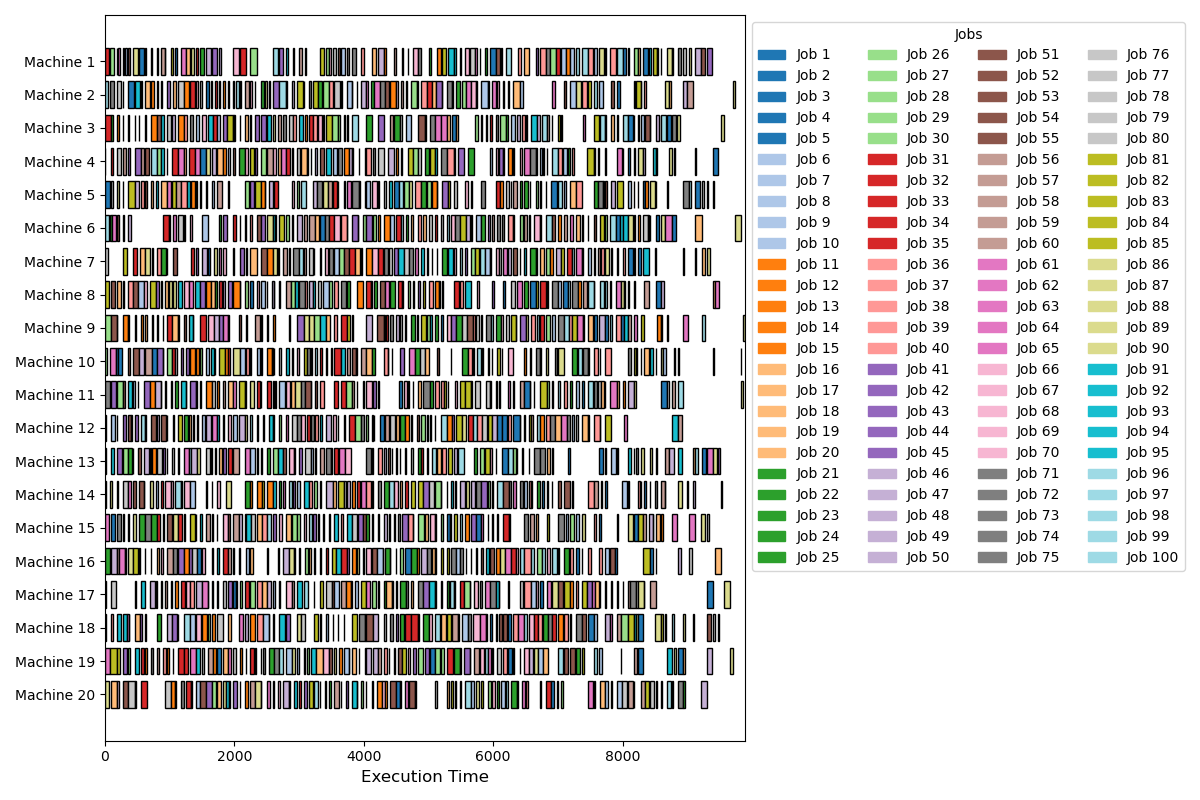 Machine 1
Machine 2
Machine 3
Machine 4
Machine 5
Machine 6
Machine 7
Machine 8
Machine 9
Machine 10
Machine 11
Machine 12
Machine 13
Machine 14
Machine 15
Machine 16
Machine 17
Machine 18
Machine 19
Machine 20
0 2000 4000 6000 8000
Execution Time
Jobs
Job 1 Job 26 Job 51 Job 76
Job 2 Job 27 Job 52 Job 77
Job 3 Job 28 Job 53 Job 78
Job 4 Job 29 Job 54 Job 79
Job 5 Job 30 Job 55 Job 80
Job 6 Job 31 Job 56 Job 81
Job 7 Job 32 Job 57 Job 82
Job 8 Job 33 Job 58 Job 83
Job 9 Job 34 Job 59 Job 84
Job 10 Job 35 Job 60 Job 85
Job 11 Job 36 Job 61 Job 86
Job 12 Job 37 Job 62 Job 87
Job 13 Job 38 Job 63 Job 88
Job 14 Job 39 Job 64 Job 89
Job 15 Job 40 Job 65 Job 90
Job 16 Job 41 Job 66 Job 91
Job 17 Job 42 Job 67 Job 92
Job 18 Job 43 Job 68 Job 93
Job 19 Job 44 Job 69 Job 94
Job 20 Job 45 Job 70 Job 95
Job 21 Job 46 Job 71 Job 96
Job 22 Job 47 Job 72 Job 97
Job 23 Job 48 Job 73 Job 98
Job 24 Job 49 Job 74 Job 99
Job 25 Job 50 Job 75 Job 100